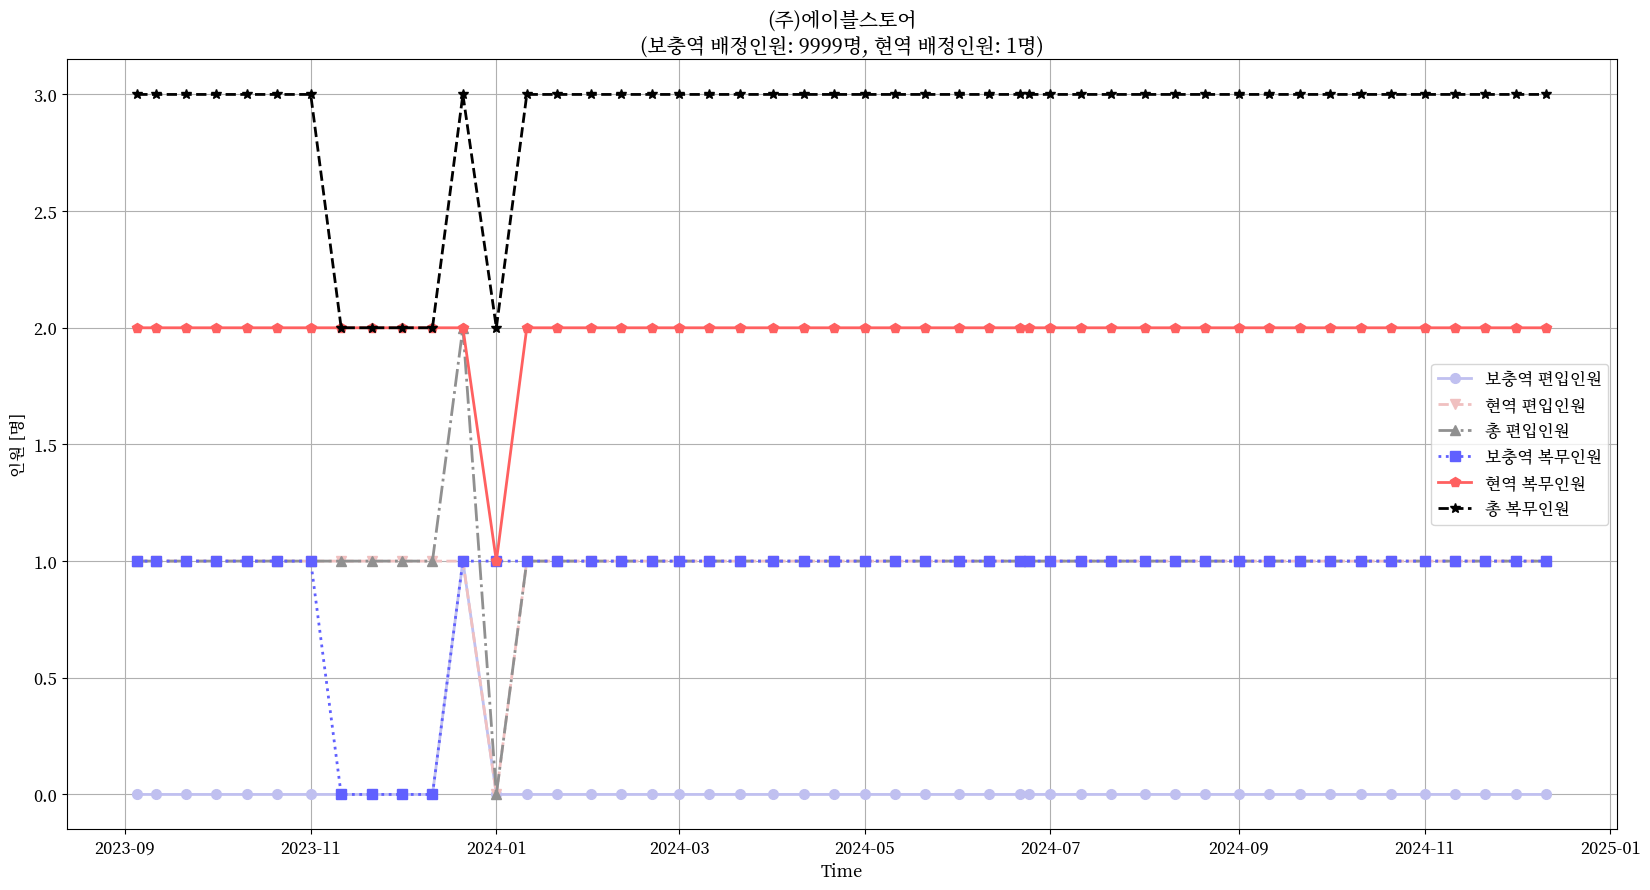 (주)에이블스토어
(보충역 배정인원: 9999명, 현역 배정인원: 1명)
3.0
2.5
2.0
1.5
1.0
0.5
0.0
인원 [명]
보충역 편입인원
현역 편입인원
총 편입인원
보충역 복무인원
현역 복무인원
총 복무인원
2023-09
2023-11
2024-01
2024-03
2024-05
2024-07
2024-09
2024-11
2025-01
Time